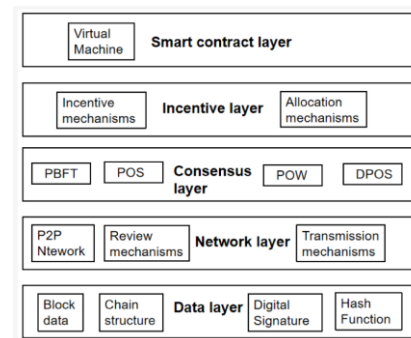 Virtual
Machine
Smart contract layer
Incentive
mechanisms
Incentive layer
Allocation
mechanisms
PBFT
POS
Consensus
layer
POW
DPOS
P2P
Ntework
Review
mechanisms
Network layer
Transmission
mechanisms
Block
data
Chain
structure
Data layer
Digital
Signature
Hash
Function